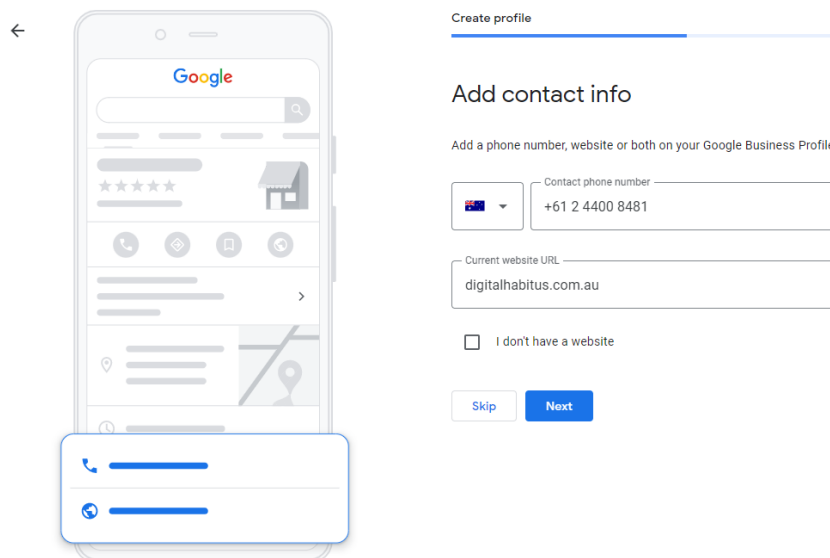 Create profile
Google
Add contact info
Add a phone number, website or both on your Google Business Profile
Contact phone number
+61 2 4400 8481
Current website URL
digitalhabitus.com.au
I don't have a website
Skip
Next